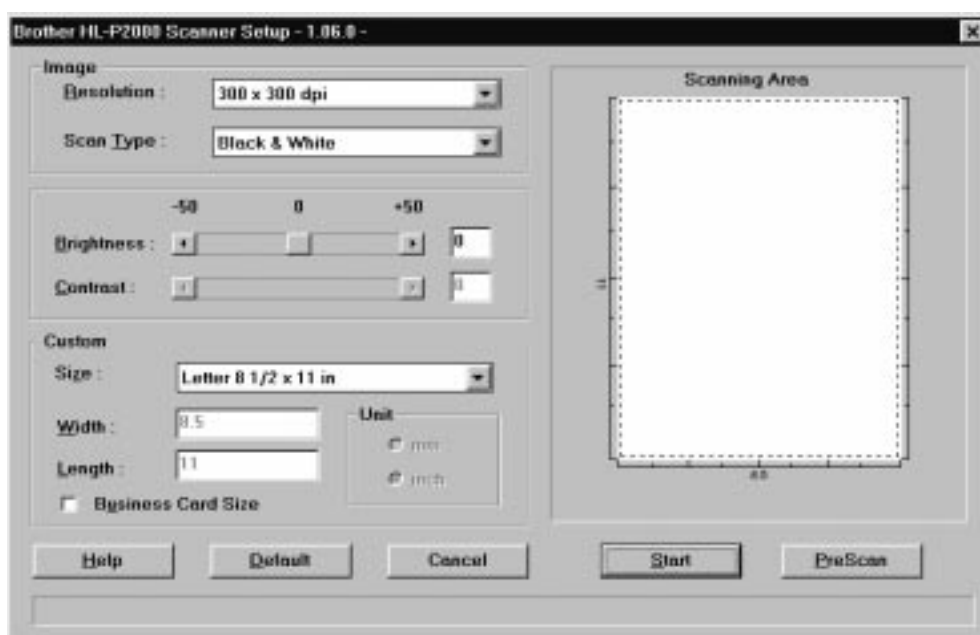 Brother HL-P2000 Scanner Setup - 1.06.0 -
Image
Resolution :
300 x 300 dpi
Scan Type :
Black & White
-50 0 +50
Brightness : 0
Contrast : 0
Custom
Size : Letter 8 1/2 x 11 in
Width : 8.5
Length : 11
Unit
mm
inch
Business Card Size
Scanning Area
11
8.5
Help Default Cancel Start PreScan